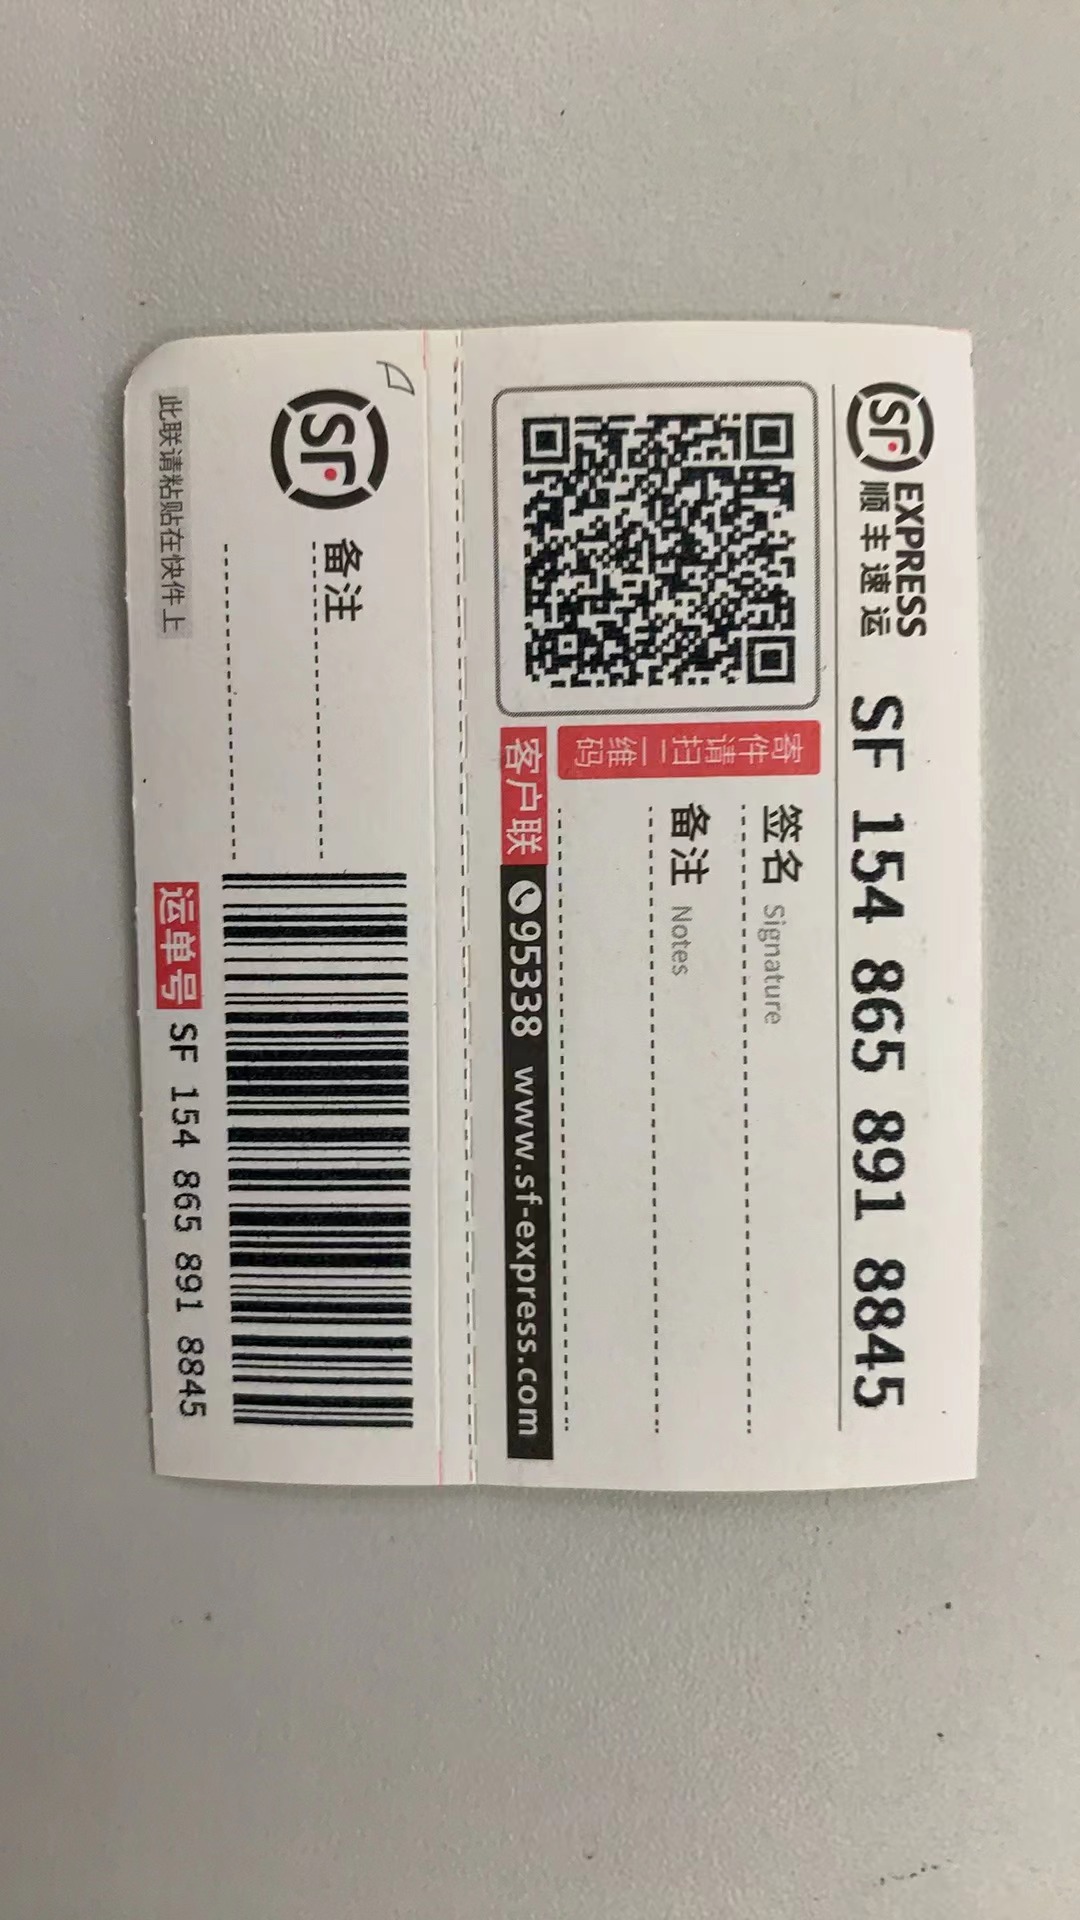 SF EXPRESS
顺丰速运
SF 154 865 891 8845
寄件请扫二维码
签名 Signature
备注 Notes
客户联 95338 www.sf-express.com
SF
备注
运单号 SF 154 865 891 8845
此联请粘贴在快件上